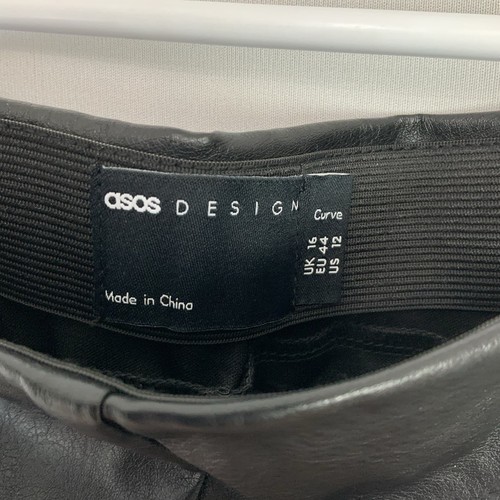 asos DESIGN
Made in China
Curve
UK 16
EU 44
US 12